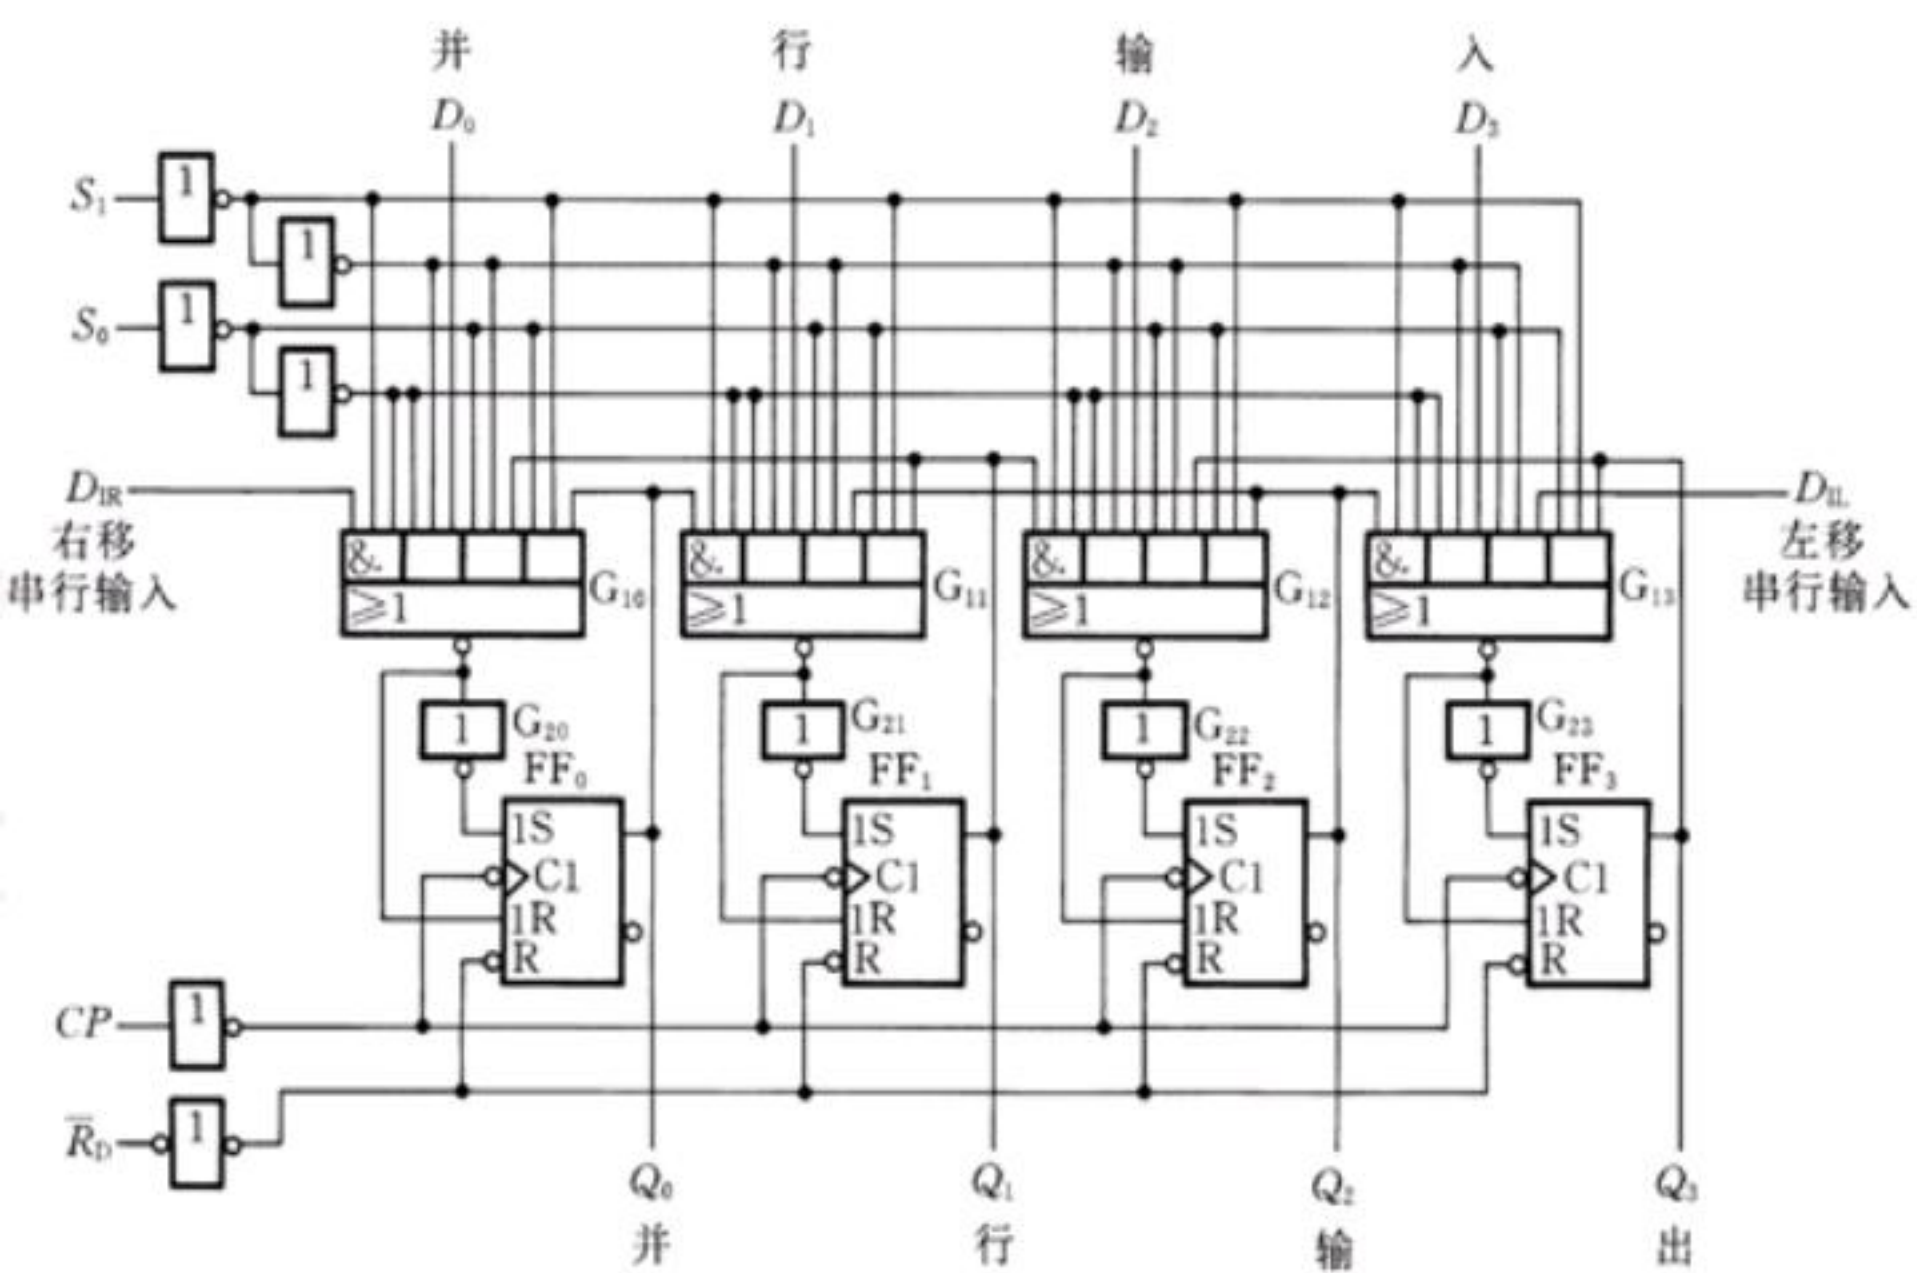 并 行 输 入
D₀ D₁ D₂ D₃
S₁ 1
1
S₀ 1
1
D_IR D_IL
右移 左移
串行输入 串行输入
& & & &
≥1 G₁₀ ≥1 G₁₁ ≥1 G₁₂ ≥1 G₁₃
1 G₂₀ 1 G₂₁ 1 G₂₂ 1 G₂₃
FF₀ FF₁ FF₂ FF₃
1S 1S 1S 1S
C1 C1 C1 C1
1R 1R 1R 1R
R R R R
CP 1
R̅_D 1
Q₀ Q₁ Q₂ Q₃
并 行 输 出